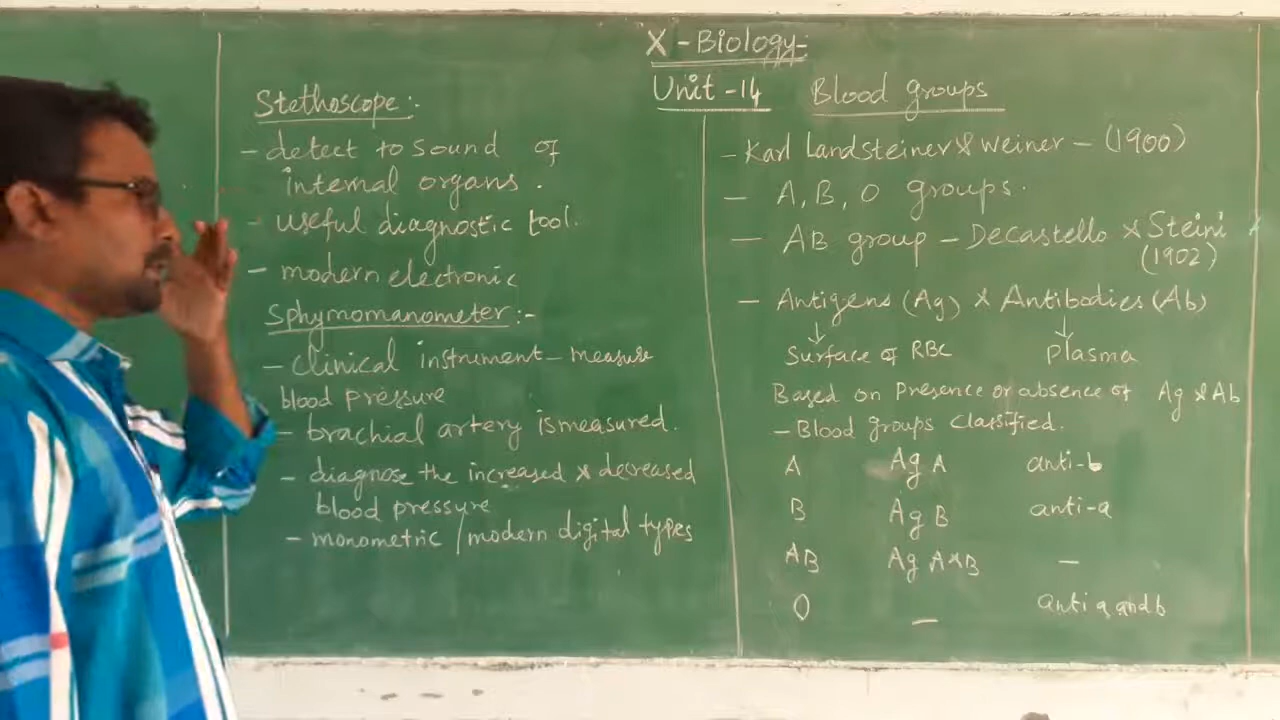 X - Biology:-
Unit - 14 Blood groups
Stethoscope:-
- detect to sound of
internal organs.
- useful diagnostic tool.
- modern electronic
Sphymomanometer:-
- clinical instrument - measure
blood pressure
- brachial artery is measured.
- diagnose the increased & decreased
blood pressure
- monometric / modern digital types
- Karl Landsteiner & Weiner - (1900)
- A, B, O groups.
- AB group - Decastello & Steini
(1902)
- Antigens (Ag) & Antibodies (Ab)
↓ ↓
Surface of RBC Plasma
Based on Presence or absence of Ag & Ab
- Blood groups Classified.
A Ag A anti-b
B Ag B anti-a
AB Ag A&B -
O - anti a and b